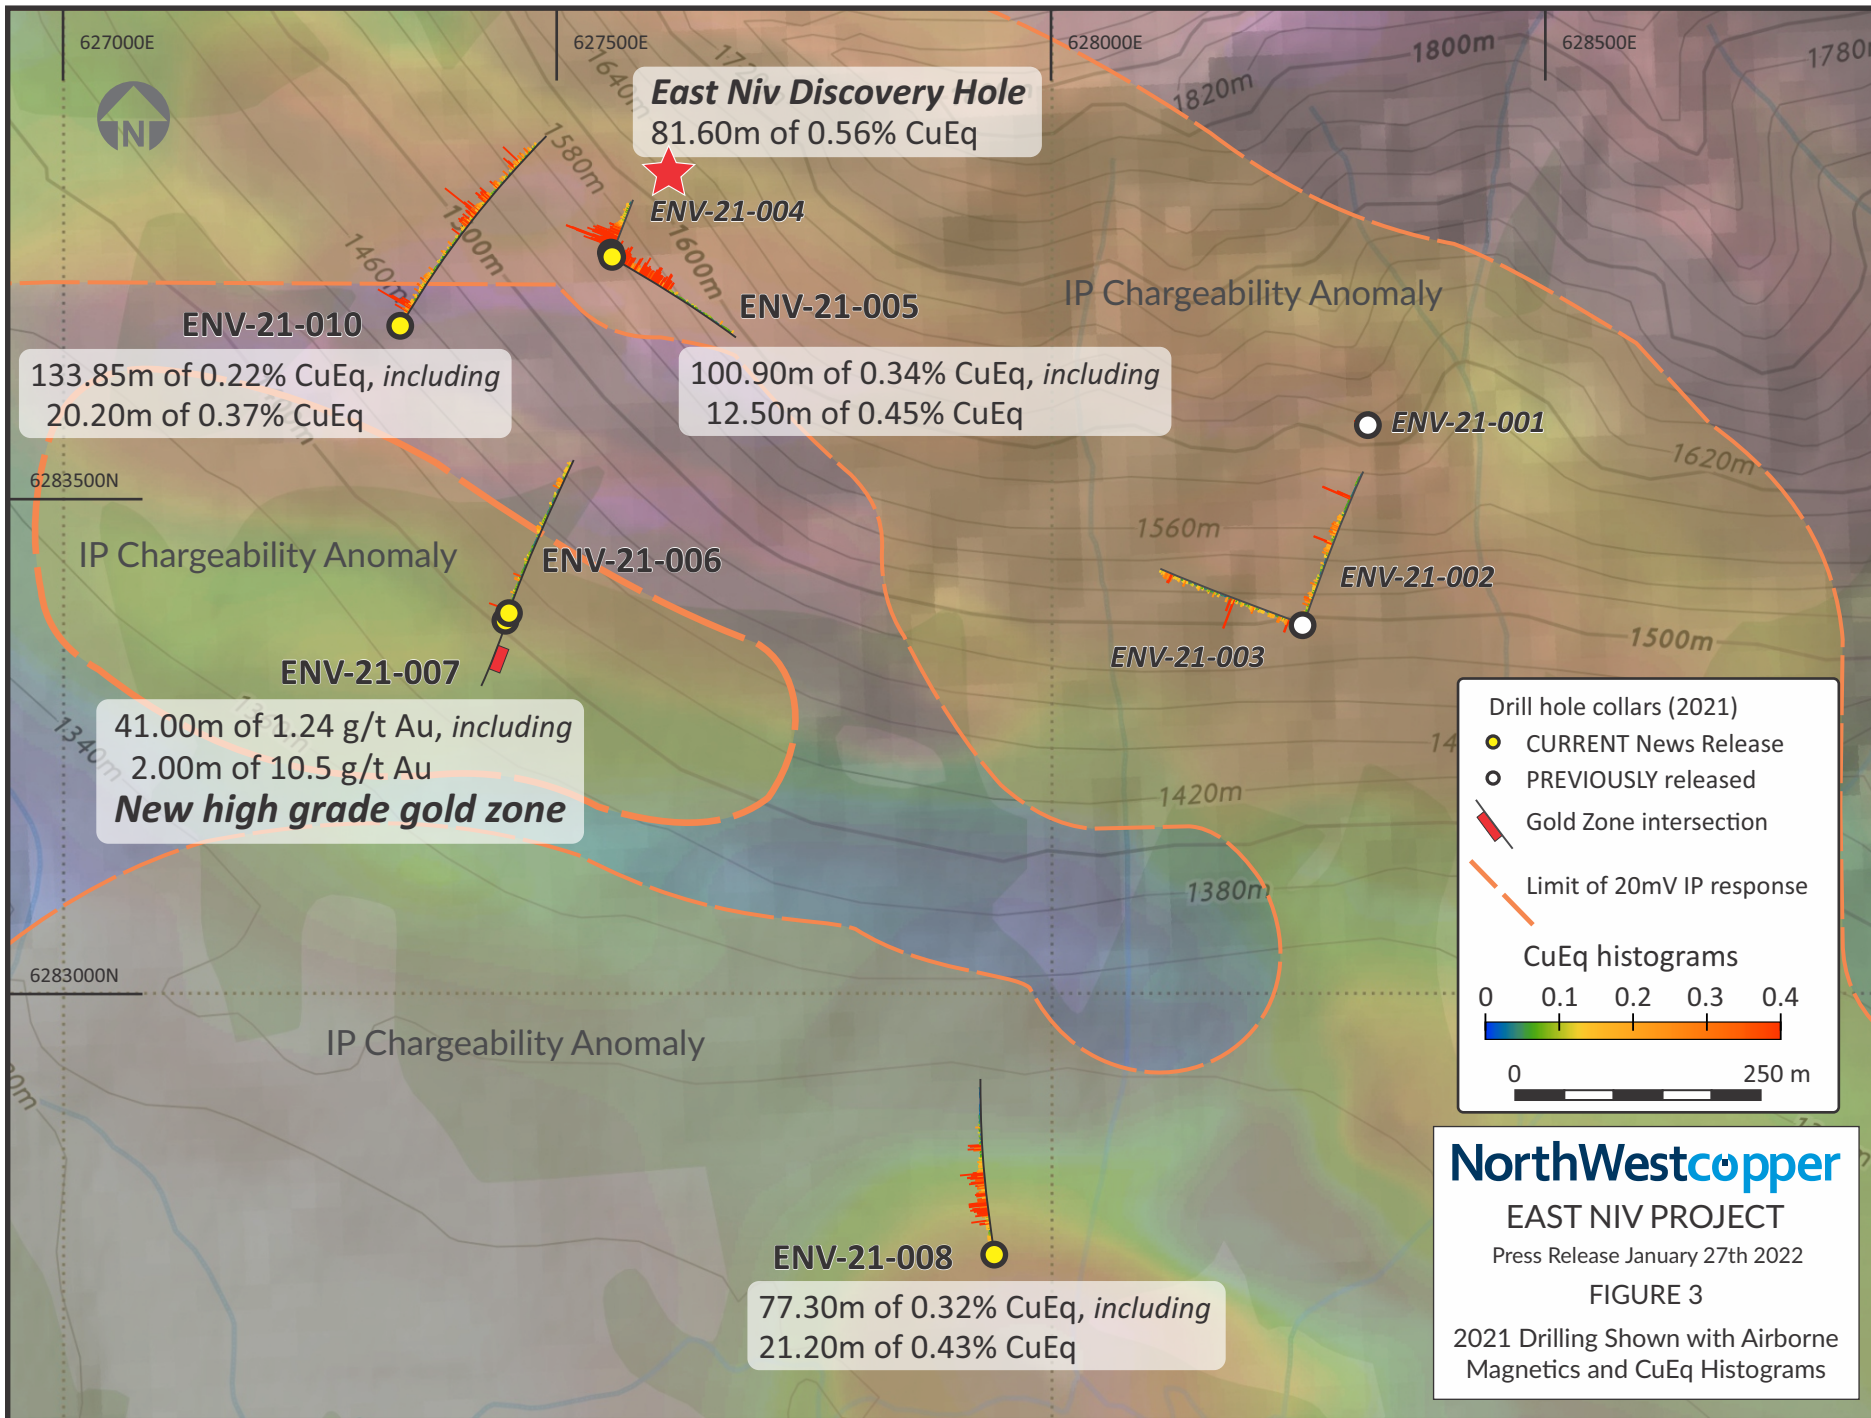 627000E
627500E
628000E
628500E
1640m
1800m
1780m
1820m
East Niv Discovery Hole
81.60m of 0.56% CuEq
N
1580m
ENV-21-004
1600m
1460m
IP Chargeability Anomaly
ENV-21-005
ENV-21-010
133.85m of 0.22% CuEq, including
20.20m of 0.37% CuEq
100.90m of 0.34% CuEq, including
12.50m of 0.45% CuEq
ENV-21-001
1620m
6283500N
1560m
IP Chargeability Anomaly
ENV-21-006
ENV-21-002
1500m
ENV-21-003
ENV-21-007
41.00m of 1.24 g/t Au, including
2.00m of 10.5 g/t Au
New high grade gold zone
1340m
1420m
1380m
Drill hole collars (2021)
CURRENT News Release
PREVIOUSLY released
Gold Zone intersection
Limit of 20mV IP response
CuEq histograms
0 0.1 0.2 0.3 0.4
0 250 m
6283000N
IP Chargeability Anomaly
ENV-21-008
77.30m of 0.32% CuEq, including
21.20m of 0.43% CuEq
NorthWestcopper
EAST NIV PROJECT
Press Release January 27th 2022
FIGURE 3
2021 Drilling Shown with Airborne
Magnetics and CuEq Histograms